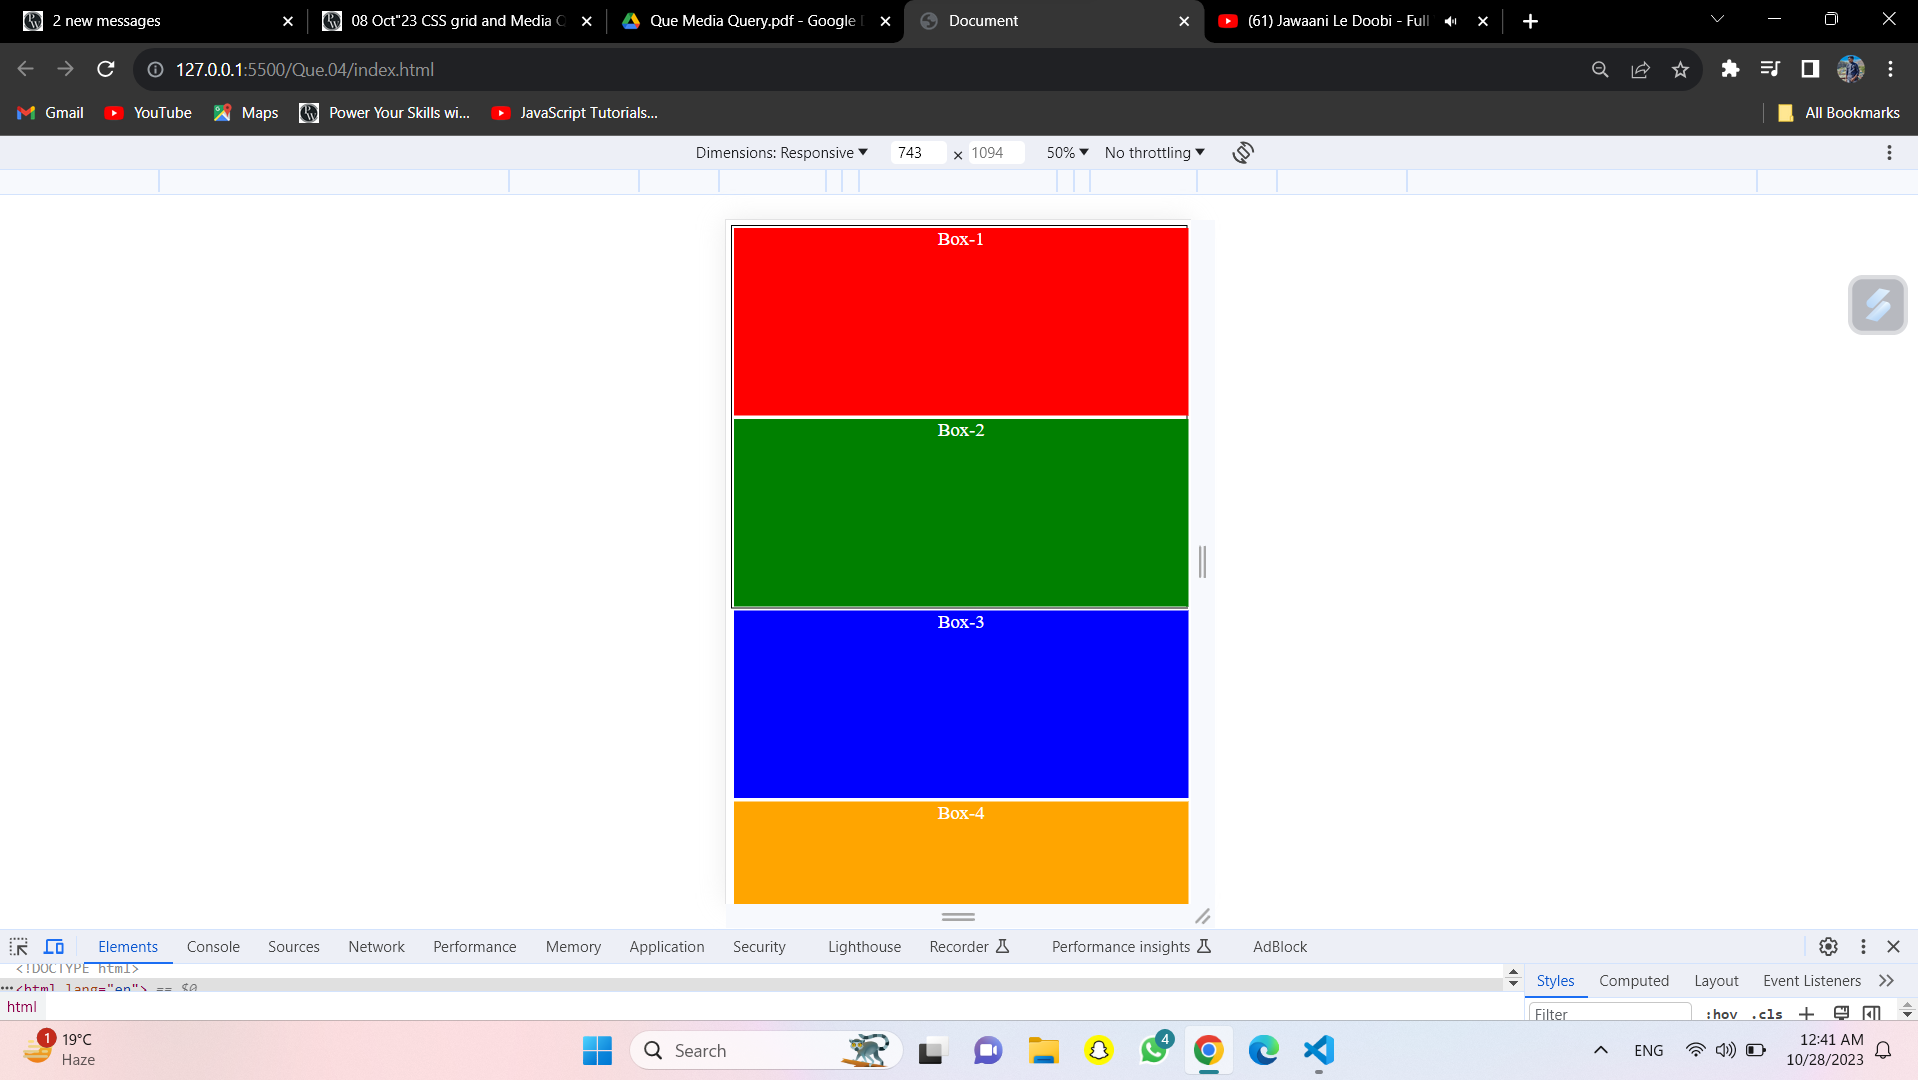 2 new messages
08 Oct"23 CSS grid and Media Q
Que Media Query.pdf - Google
Document
(61) Jawaani Le Doobi - Full
127.0.0.1:5500/Que.04/index.html
Gmail
YouTube
Maps
Power Your Skills wi...
JavaScript Tutorials...
All Bookmarks
Dimensions: Responsive
743
×
1094
50%
No throttling
Box-1
Box-2
Box-3
Box-4
Elements
Console
Sources
Network
Performance
Memory
Application
Security
Lighthouse
Recorder
Performance insights
AdBlock
<!DOCTYPE html>
<html lang="en"> == $0
html
Styles
Computed
Layout
Event Listeners
Filter
:hov
.cls
1
19°C
Haze
Search
4
ENG
12:41 AM
10/28/2023